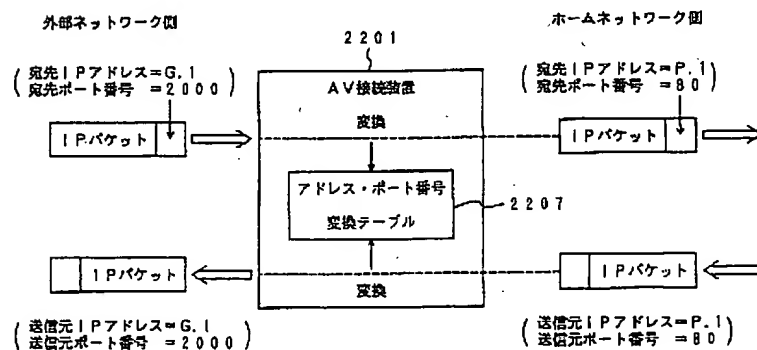 外部ネットワーク側
ホームネットワーク側
2201
宛先IPアドレス=G.1
宛先ポート番号 =2000
AV接続装置
宛先IPアドレス=P.1
宛先ポート番号 =80
変換
IPパケット
IPパケット
アドレス・ポート番号
変換テーブル
2207
IPパケット
IPパケット
変換
送信元IPアドレス=G.1
送信元ポート番号 =2000
送信元IPアドレス=P.1
送信元ポート番号 =80